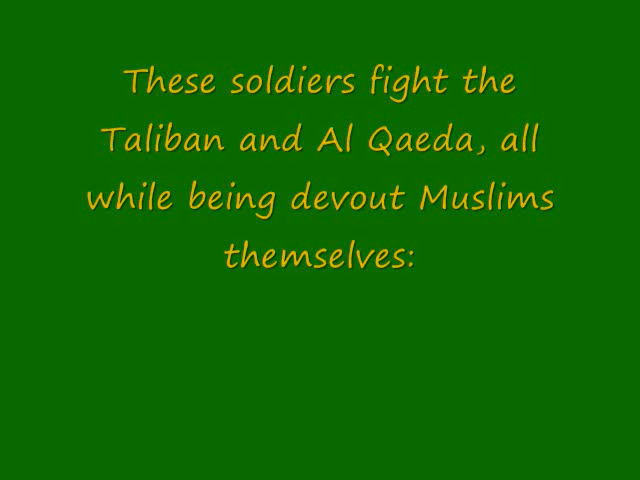 These soldiers fight the
Taliban and Al Qaeda, all
while being devout Muslims
themselves: